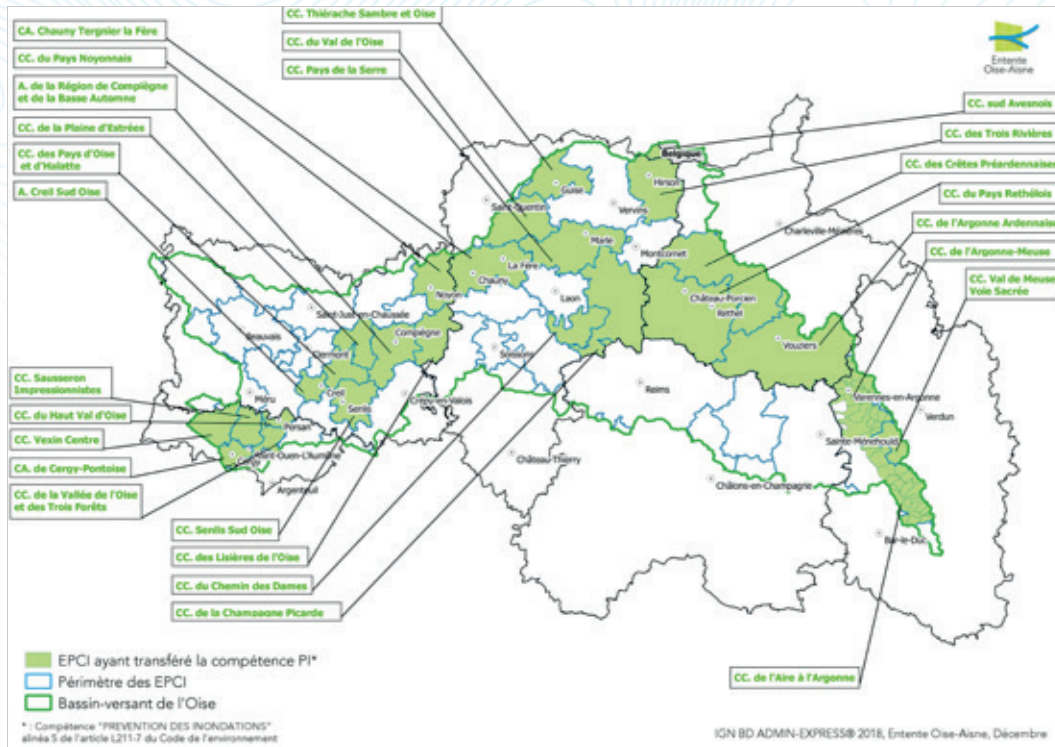 CC. Thiérache Sambre et Oise
CA. Chauny Tergnier la Fère
CC. du Val de l'Oise
CC. du Pays Noyonnais
CC. Pays de la Serre
A. de la Région de Compiègne
et de la Basse Automne
CC. de la Plaine d'Estrées
CC. des Pays d'Oise
et d'Halatte
A. Creil Sud Oise
Entente
Oise-Aisne
CC. sud Avesnois
CC. des Trois Rivières
CC. des Crêtes Préardennaises
CC. du Pays Rethélois
CC. de l'Argonne Ardennaise
CC. de l'Argonne-Meuse
CC. Val de Meuse
Voie Sacrée
Belgique
Hirson
Guise
Saint-Quentin
Vervins
Charleville-Mézières
Marle
Montcornet
La Fère
Chauny
Laon
Château-Porcien
Rethel
Noyon
Saint-Just-en-Chaussée
Compiègne
Beauvais
Clermont
Soissons
Vouziers
Reims
Creil
Senlis
Crépy-en-Valois
Varennes-en-Argonne
Verdun
Méru
Persan
Sainte-Ménehould
Saint-Ouen-L'Aumône
Château-Thierry
Argenteuil
Châlons-en-Champagne
Bar-le-Duc
CC. Sausseron
Impressionnistes
CC. du Haut Val d'Oise
CC. Vexin Centre
CA. de Cergy-Pontoise
CC. de la Vallée de l'Oise
et des Trois Forêts
CC. Senlis Sud Oise
CC. des Lisières de l'Oise
CC. du Chemin des Dames
CC. de la Champagne Picarde
CC. de l'Aire à l'Argonne
EPCI ayant transféré la compétence PI*
Périmètre des EPCI
Bassin-versant de l'Oise
* : Compétence "PREVENTION DES INONDATIONS"
alinéa 5 de l'article L211-7 du Code de l'environnement
IGN BD ADMIN-EXPRESS® 2018, Entente Oise-Aisne, Décembre